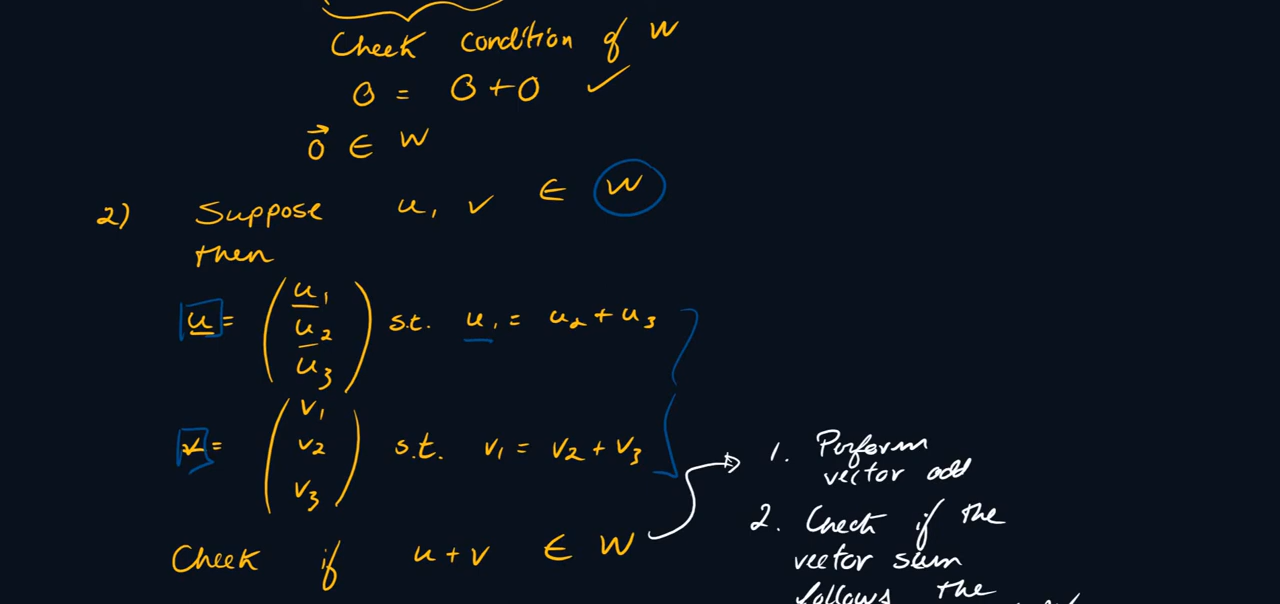 Check condition of W
0 = 0+0 ✓
0⃗ ∈ W
2) Suppose u, v ∈ W
then
u = (u₁ u₂ u₃) s.t. u₁ = u₂ + u₃
v = (v₁ v₂ v₃) s.t. v₁ = v₂ + v₃
Check if u+v ∈ W
1. Perform
vector add
2. Check if the
vector sum
follows the